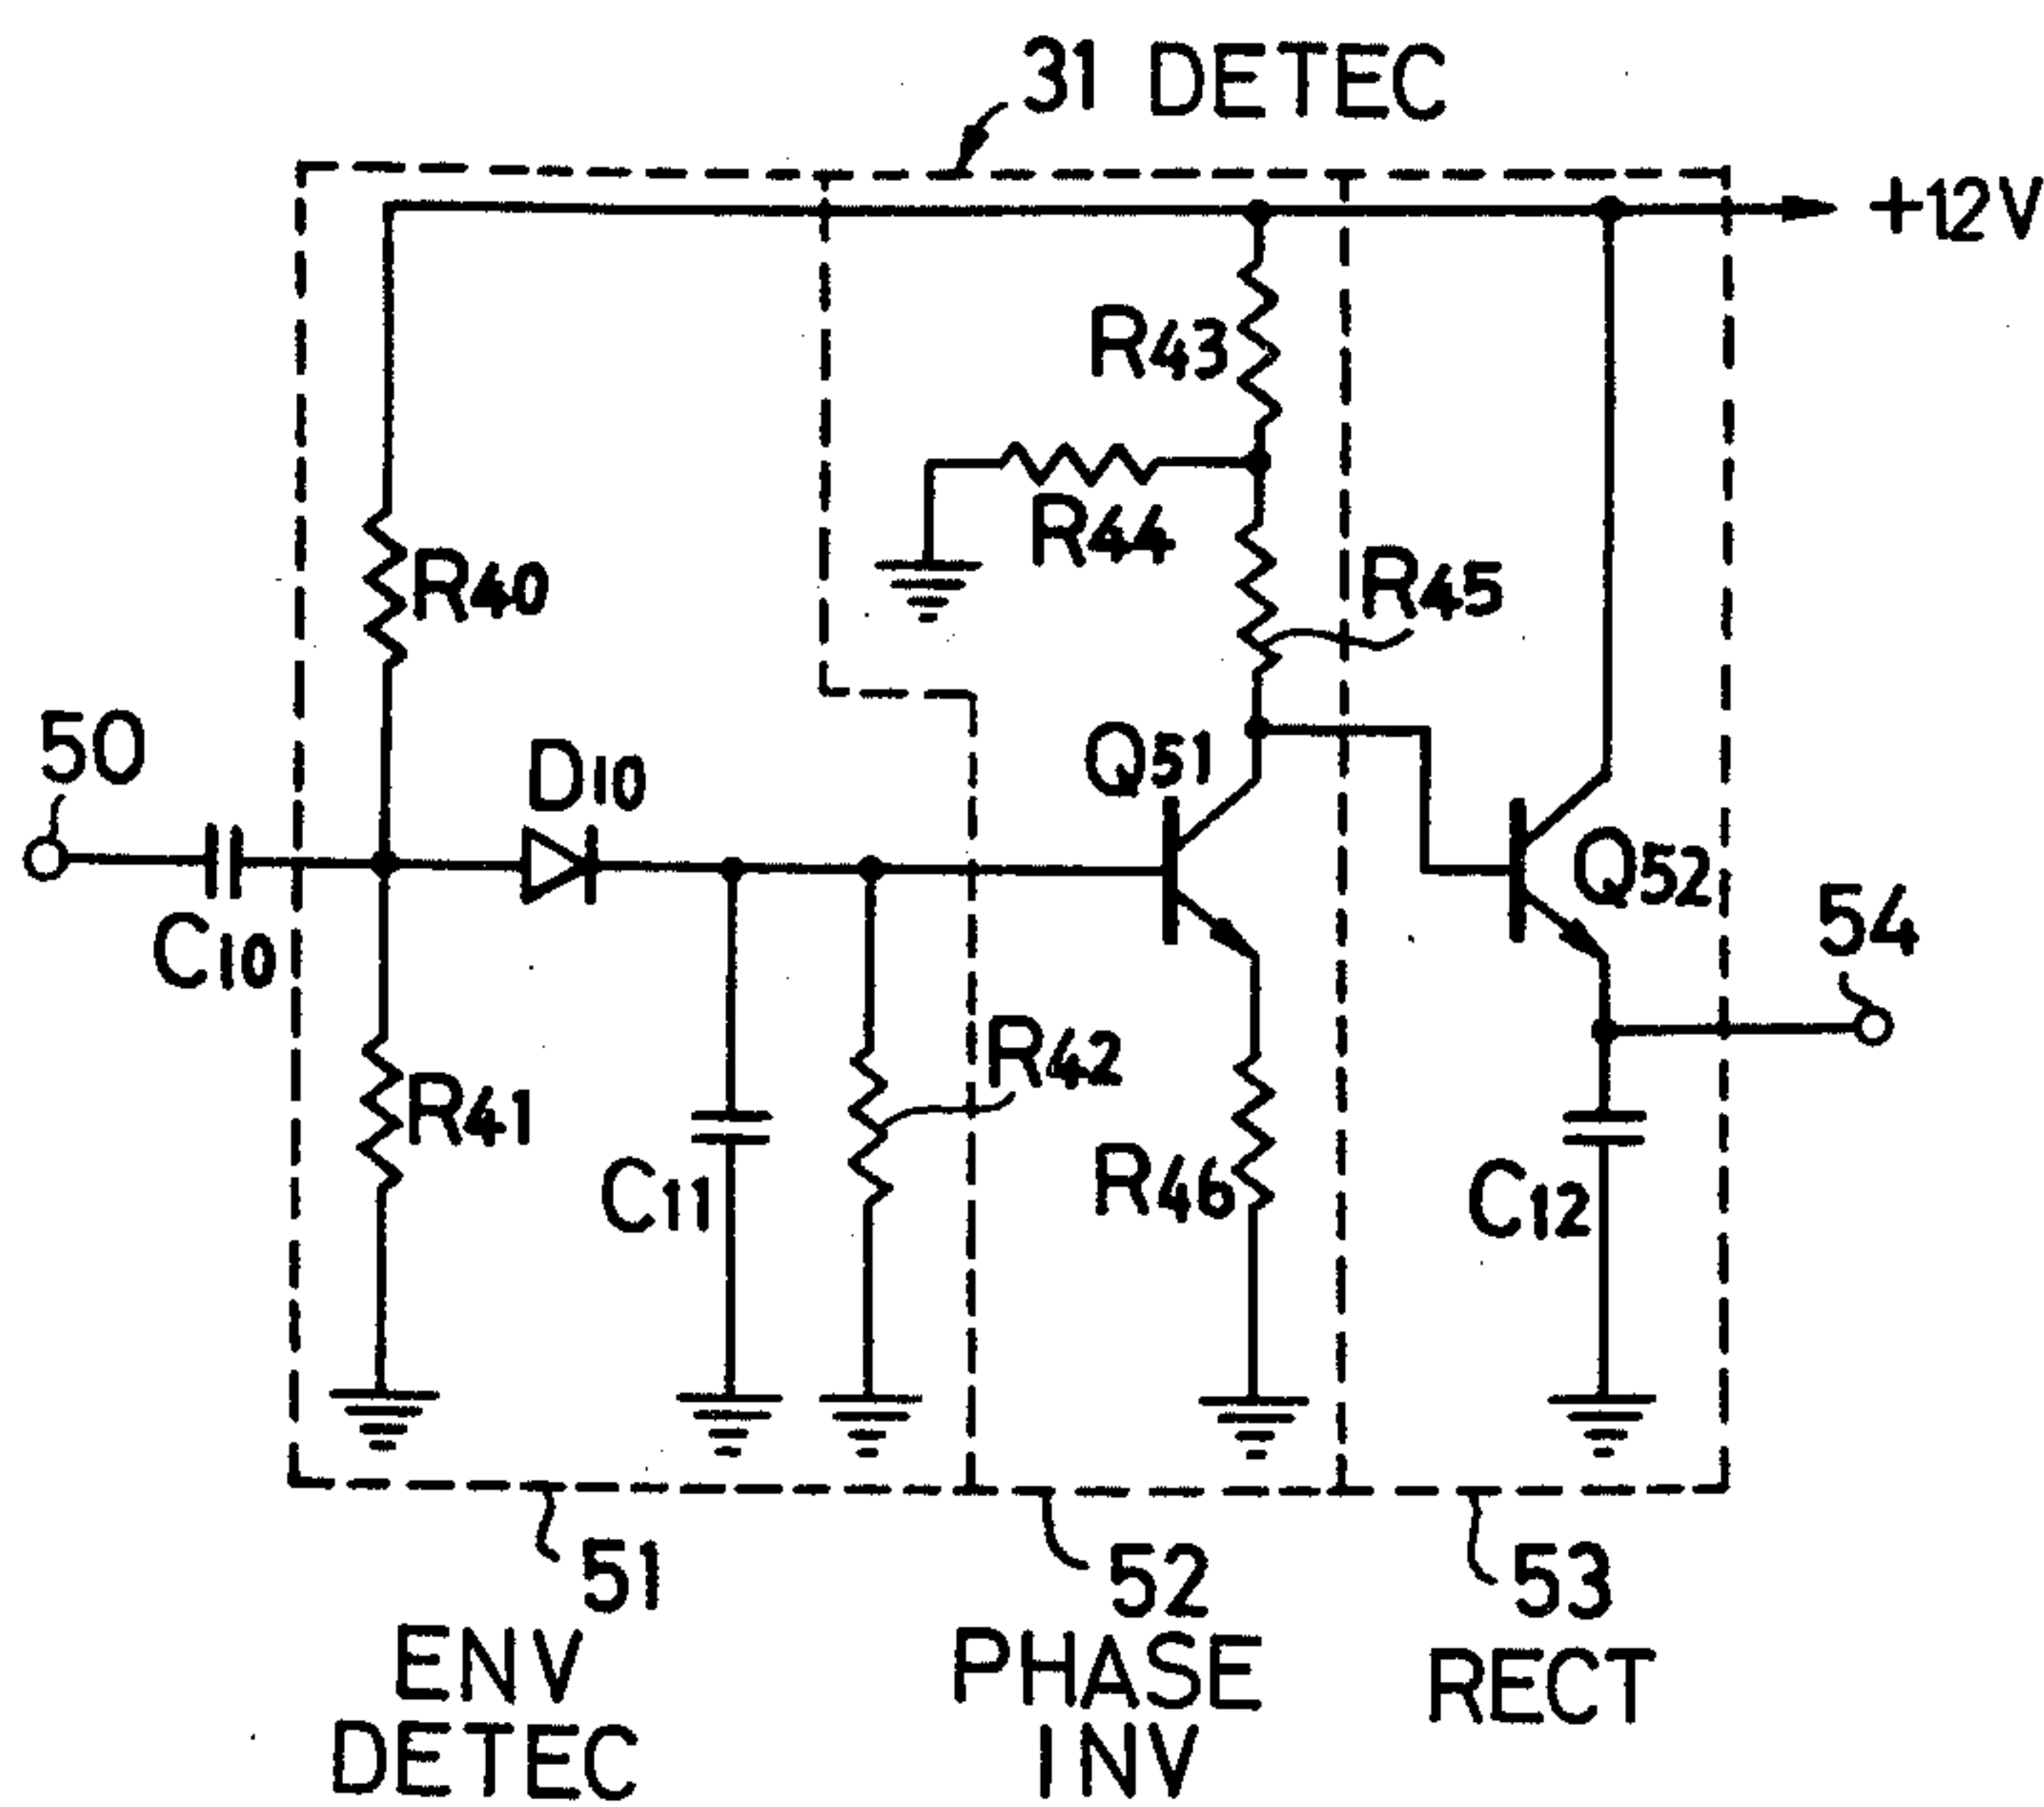 31 DETEC
+12V
R43
R44
R40
R45
50
D10
Q51
Q52
C10
54
R42
R41
C11
R46
C12
51
ENV
DETEC
52
PHASE
INV
53
RECT